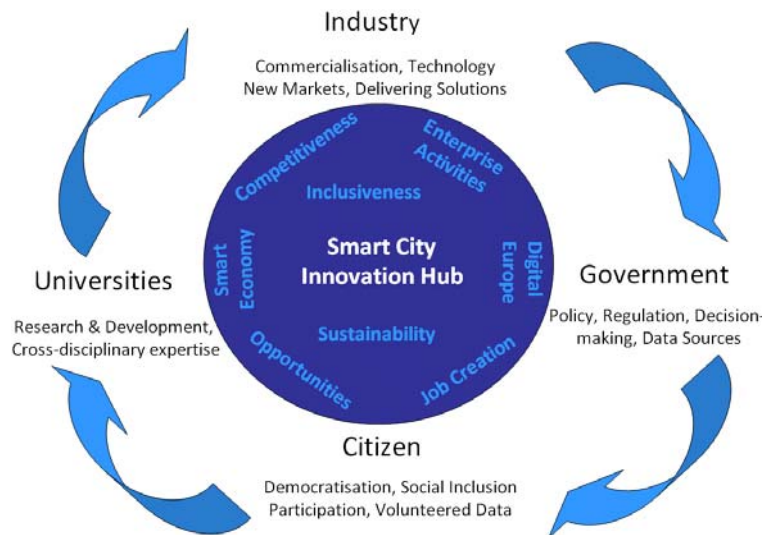 Industry
Commercialisation, Technology
New Markets, Delivering Solutions
Competitiveness
Enterprise
Activities
Inclusiveness
Smart
Economy
Smart City
Innovation Hub
Digital
Europe
Sustainability
Opportunities
Job Creation
Universities
Research & Development,
Cross-disciplinary expertise
Government
Policy, Regulation, Decision-
making, Data Sources
Citizen
Democratisation, Social Inclusion
Participation, Volunteered Data